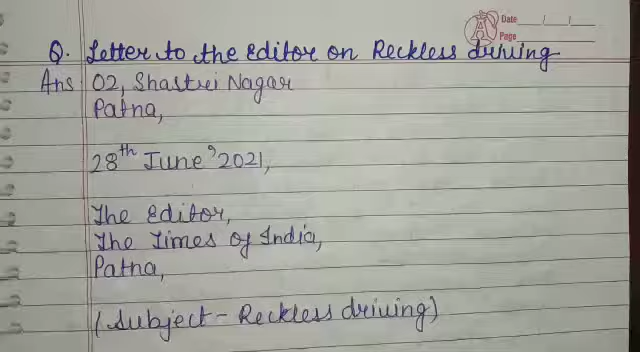 Date
Page
Q. Letter to the Editor on Reckless driving
Ans 02, Shastri Nagar
Patna,
28th June, 2021,
The Editor,
The Times of India,
Patna,
(Subject - Reckless driving)